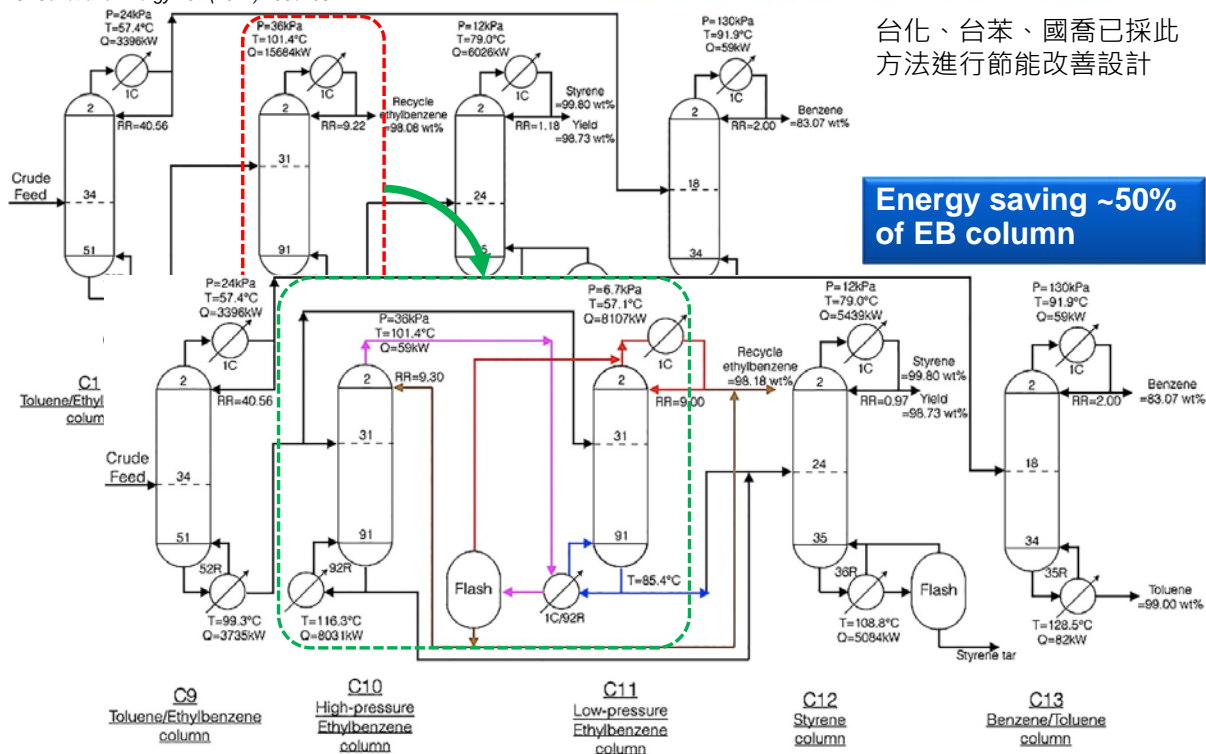 P=24kPa
T=57.4°C
Q=3396kW
1C
2
RR=40.56
Crude
Feed
34
51
P=36kPa
T=101.4°C
Q=15684kW
1C
2
RR=9.22
Recycle
ethylbenzene
=98.08 wt%
31
91
P=12kPa
T=79.0°C
Q=6026kW
1C
2
RR=1.18
Styrene
=99.80 wt%
Yield
=98.73 wt%
24
P=130kPa
T=91.9°C
Q=59kW
1C
2
RR=2.00
Benzene
=83.07 wt%
18
34
台化、台苯、國喬已採此
方法進行節能改善設計
Energy saving ~50%
of EB column
C1
Toluene/Ethyl
column
P=24kPa
T=57.4°C
Q=3396kW
1C
2
RR=40.56
Crude
Feed
34
51
52R
T=99.3°C
Q=3735kW
P=36kPa
T=101.4°C
Q=59kW
2
RR=9.30
31
91
92R
T=116.3°C
Q=8031kW
Flash
1C/92R
P=6.7kPa
T=57.1°C
Q=8107kW
1C
2
RR=9.00
Recycle
ethylbenzene
=98.18 wt%
31
91
T=85.4°C
P=12kPa
T=79.0°C
Q=5439kW
1C
2
RR=0.97
Styrene
=99.80 wt%
Yield
=98.73 wt%
24
35
36R
T=108.8°C
Q=5084kW
Flash
Styrene tar
P=130kPa
T=91.9°C
Q=59kW
1C
2
RR=2.00
Benzene
=83.07 wt%
18
34
35R
T=128.5°C
Q=82kW
Toluene
=99.00 wt%
C9
Toluene/Ethylbenzene
column
C10
High-pressure
Ethylbenzene
column
C11
Low-pressure
Ethylbenzene
column
C12
Styrene
column
C13
Benzene/Toluene
column